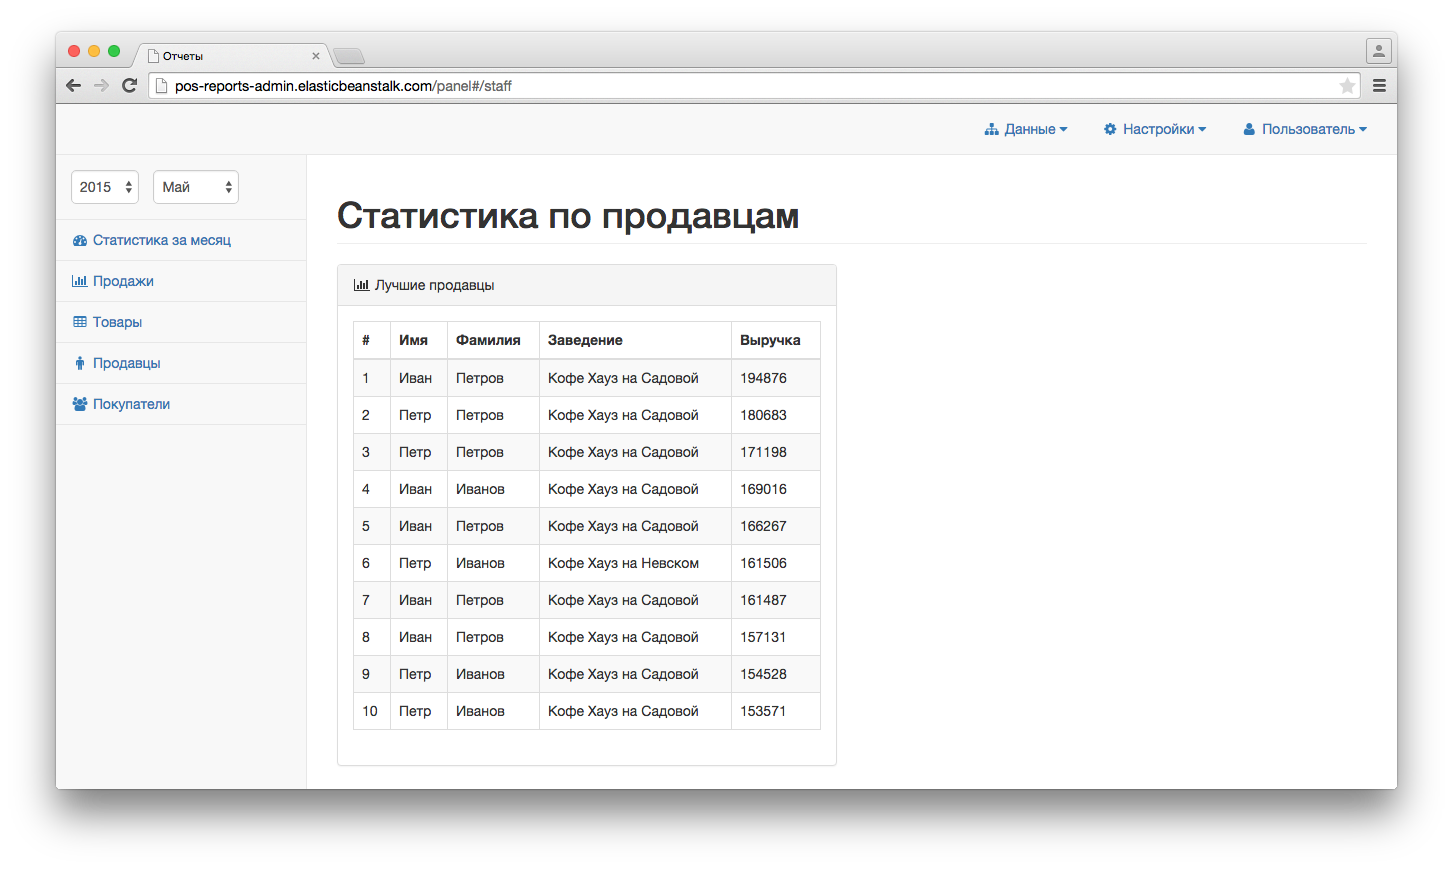 Отчеты
pos-reports-admin.elasticbeanstalk.com/panel#/staff
Данные Настройки Пользователь
2015 Май
Статистика за месяц
Продажи
Товары
Продавцы
Покупатели
Статистика по продавцам
Лучшие продавцы
# Имя Фамилия Заведение Выручка
1 Иван Петров Кофе Хауз на Садовой 194876
2 Петр Петров Кофе Хауз на Садовой 180683
3 Петр Петров Кофе Хауз на Садовой 171198
4 Иван Иванов Кофе Хауз на Садовой 169016
5 Иван Петров Кофе Хауз на Садовой 166267
6 Петр Иванов Кофе Хауз на Невском 161506
7 Иван Петров Кофе Хауз на Садовой 161487
8 Иван Петров Кофе Хауз на Садовой 157131
9 Петр Иванов Кофе Хауз на Садовой 154528
10 Петр Иванов Кофе Хауз на Садовой 153571